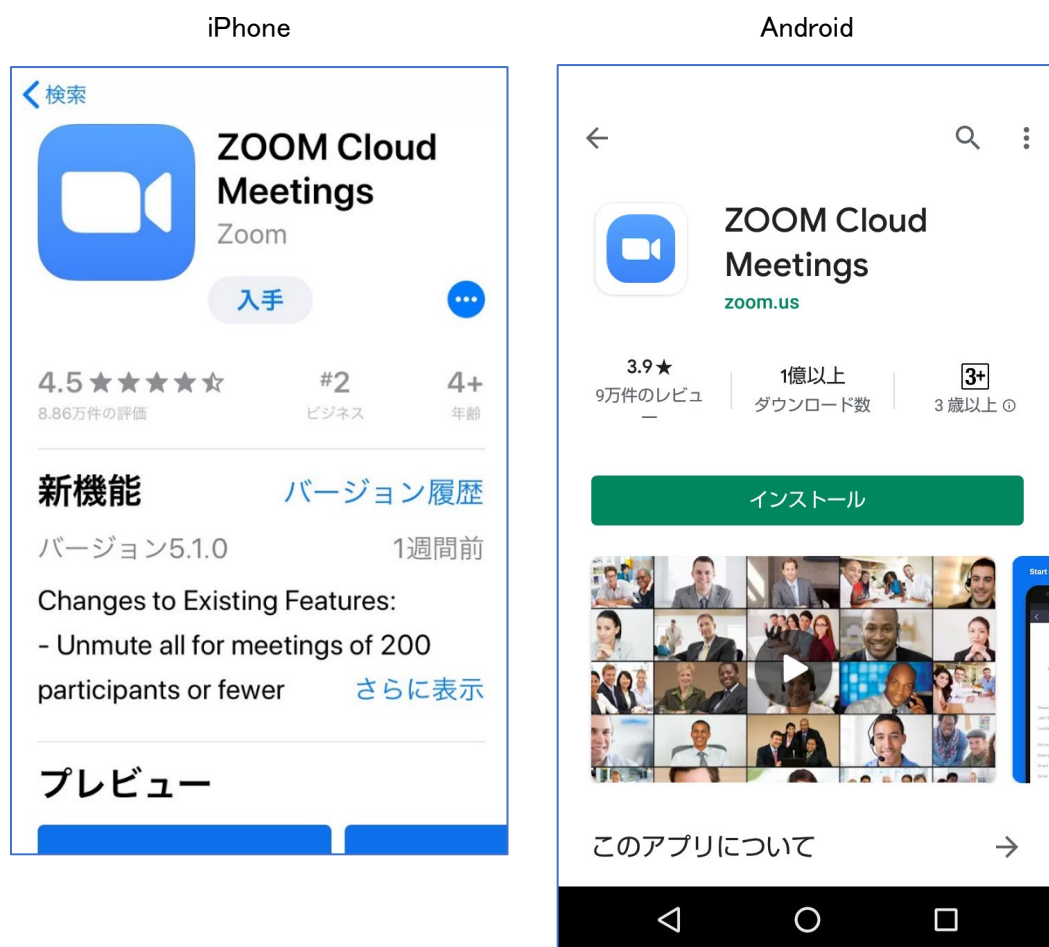 iPhone
Android
検索
ZOOM Cloud
Meetings
Zoom
入手
4.5★★★★
#2
4+
8.86万件の評価
ビジネス
年齢
新機能
バージョン履歴
バージョン5.1.0
1週間前
Changes to Existing Features:
- Unmute all for meetings of 200
participants or fewer
さらに表示
プレビュー
ZOOM Cloud
Meetings
zoom.us
3.9★
9万件のレビュ
ー
1億以上
ダウンロード数
3+
3 歳以上
インストール
Start
このアプリについて